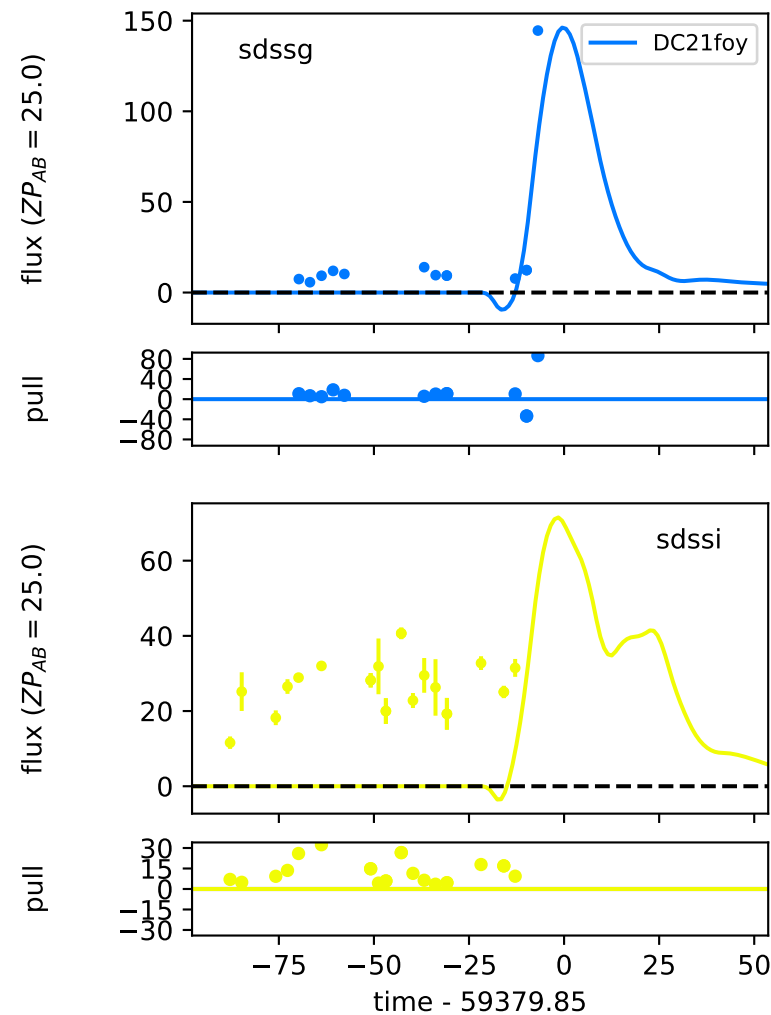 150
sdssg
DC21foy
100
50
0
flux (ZP_AB = 25.0)
80
40
0
−40
−80
pull
sdssi
60
40
20
0
flux (ZP_AB = 25.0)
30
15
0
−15
−30
pull
−75 −50 −25 0 25 50
time - 59379.85